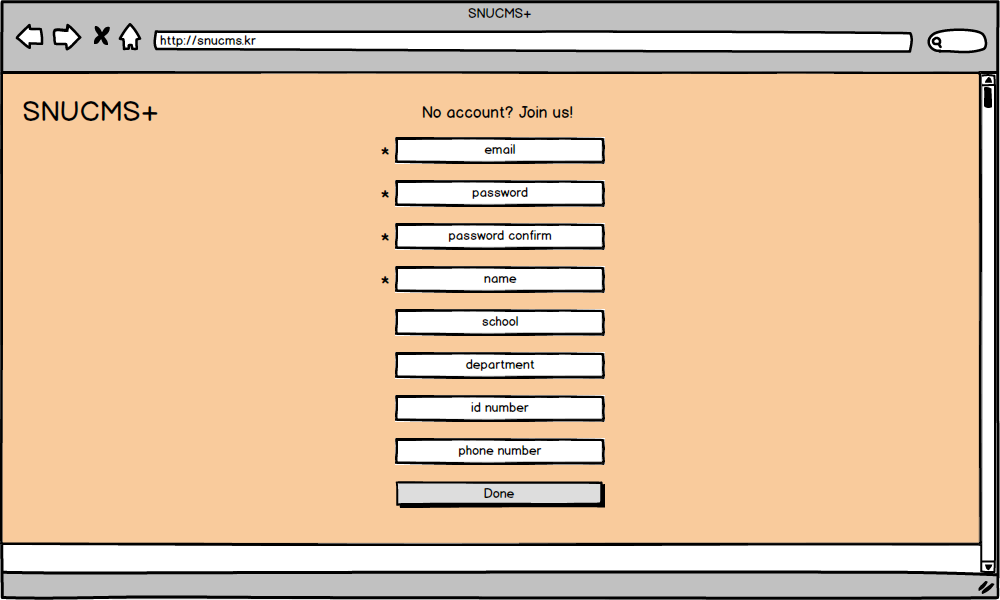 SNUCMS+
http://snucms.kr
SNUCMS+
No account? Join us!
* email
* password
* password confirm
* name
school
department
id number
phone number
Done